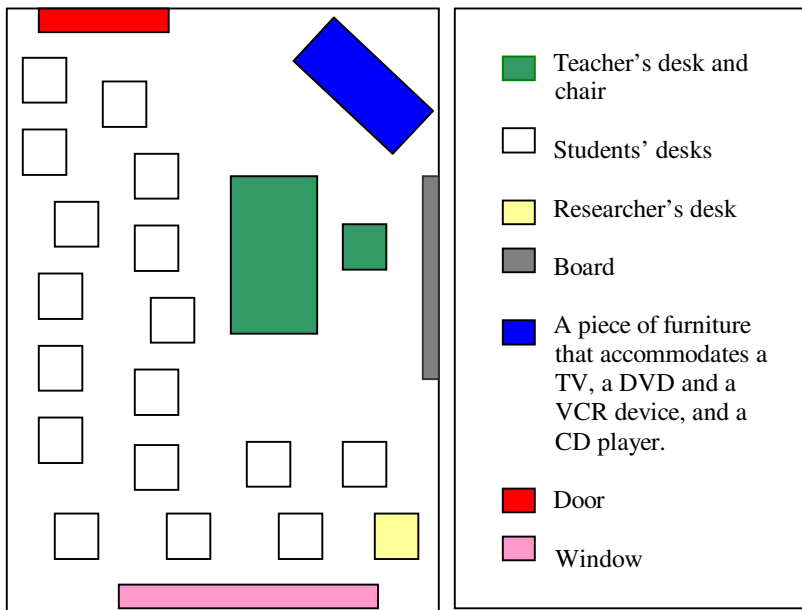 Teacher’s desk and
chair
Students’ desks
Researcher’s desk
Board
A piece of furniture
that accommodates a
TV, a DVD and a
VCR device, and a
CD player.
Door
Window